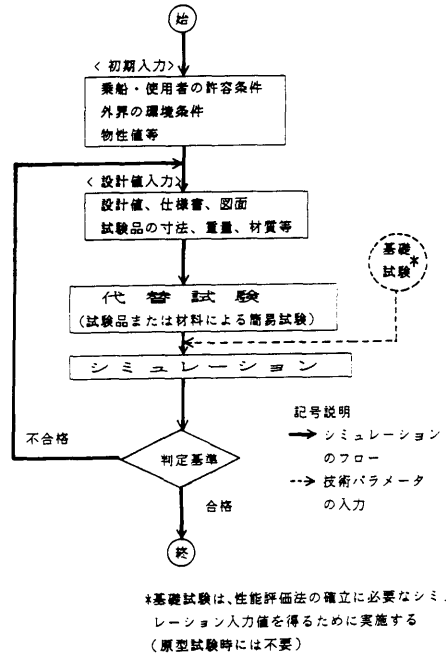 始
< 初期入力>
乗船・使用者の許容条件
外界の環境条件
物性値等
< 設計値入力>
設計値、仕様書、図面
試験品の寸法、重量、材質等
基礎
試験*
代替試験
(試験品または材料による簡易試験)
シミュレーション
記号説明
シミュレーション
のフロー
技術パラメータ
の入力
不合格
判定基準
合格
終
*基礎試験は、性能評価法の確立に必要なシミュ
レーション入力値を得るために実施する
(原型試験時には不要)